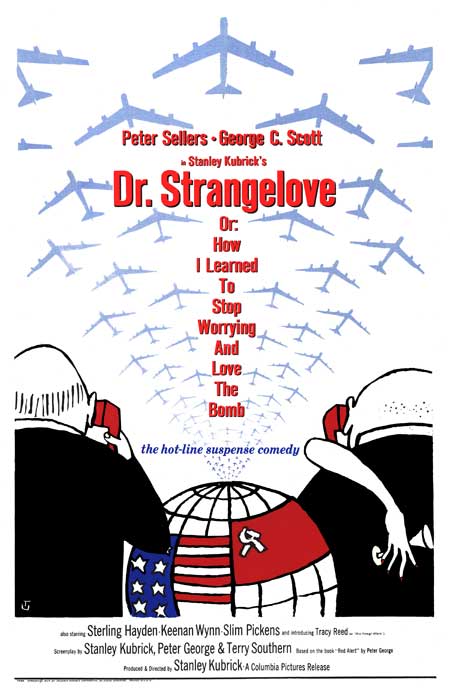 Peter Sellers · George C. Scott
in Stanley Kubrick's
Dr. Strangelove
Or:
How
I Learned
To
Stop
Worrying
And
Love
The
Bomb
the hot-line suspense comedy
also starring Sterling Hayden·Keenan Wynn·Slim Pickens and introducing Tracy Reed
Screenplay by Stanley Kubrick, Peter George & Terry Southern Based on the book "Red Alert" by Peter George
Produced & Directed by Stanley Kubrick·A Columbia Pictures Release